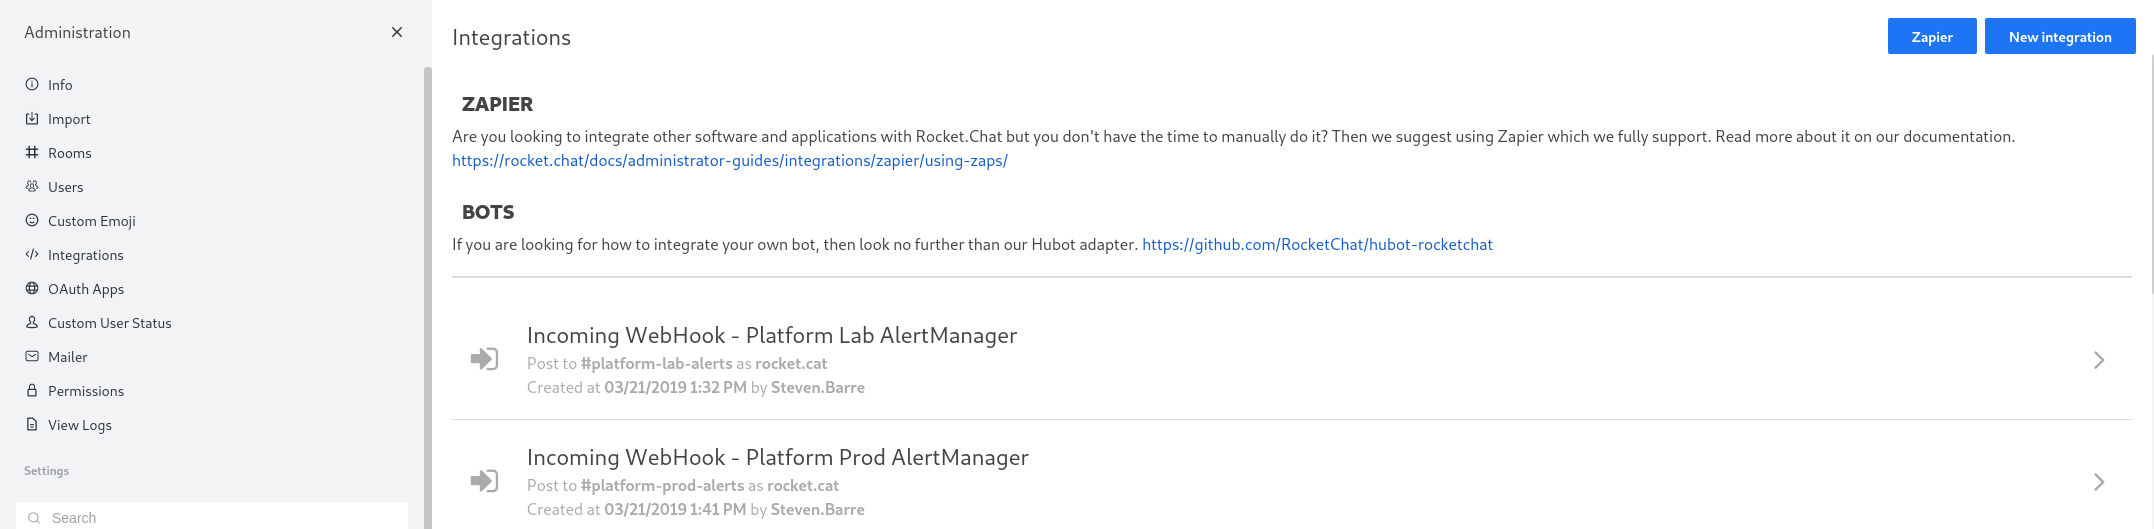 Administration
Info
Import
Rooms
Users
Custom Emoji
Integrations
OAuth Apps
Custom User Status
Mailer
Permissions
View Logs
Settings
Search
Integrations
Zapier
New integration
ZAPIER
Are you looking to integrate other software and applications with Rocket.Chat but you don't have the time to manually do it? Then we suggest using Zapier which we fully support. Read more about it on our documentation.
https://rocket.chat/docs/administrator-guides/integrations/zapier/using-zaps/
BOTS
If you are looking for how to integrate your own bot, then look no further than our Hubot adapter. https://github.com/RocketChat/hubot-rocketchat
Incoming WebHook - Platform Lab AlertManager
Post to #platform-lab-alerts as rocket.cat
Created at 03/21/2019 1:32 PM by Steven.Barre
Incoming WebHook - Platform Prod AlertManager
Post to #platform-prod-alerts as rocket.cat
Created at 03/21/2019 1:41 PM by Steven.Barre